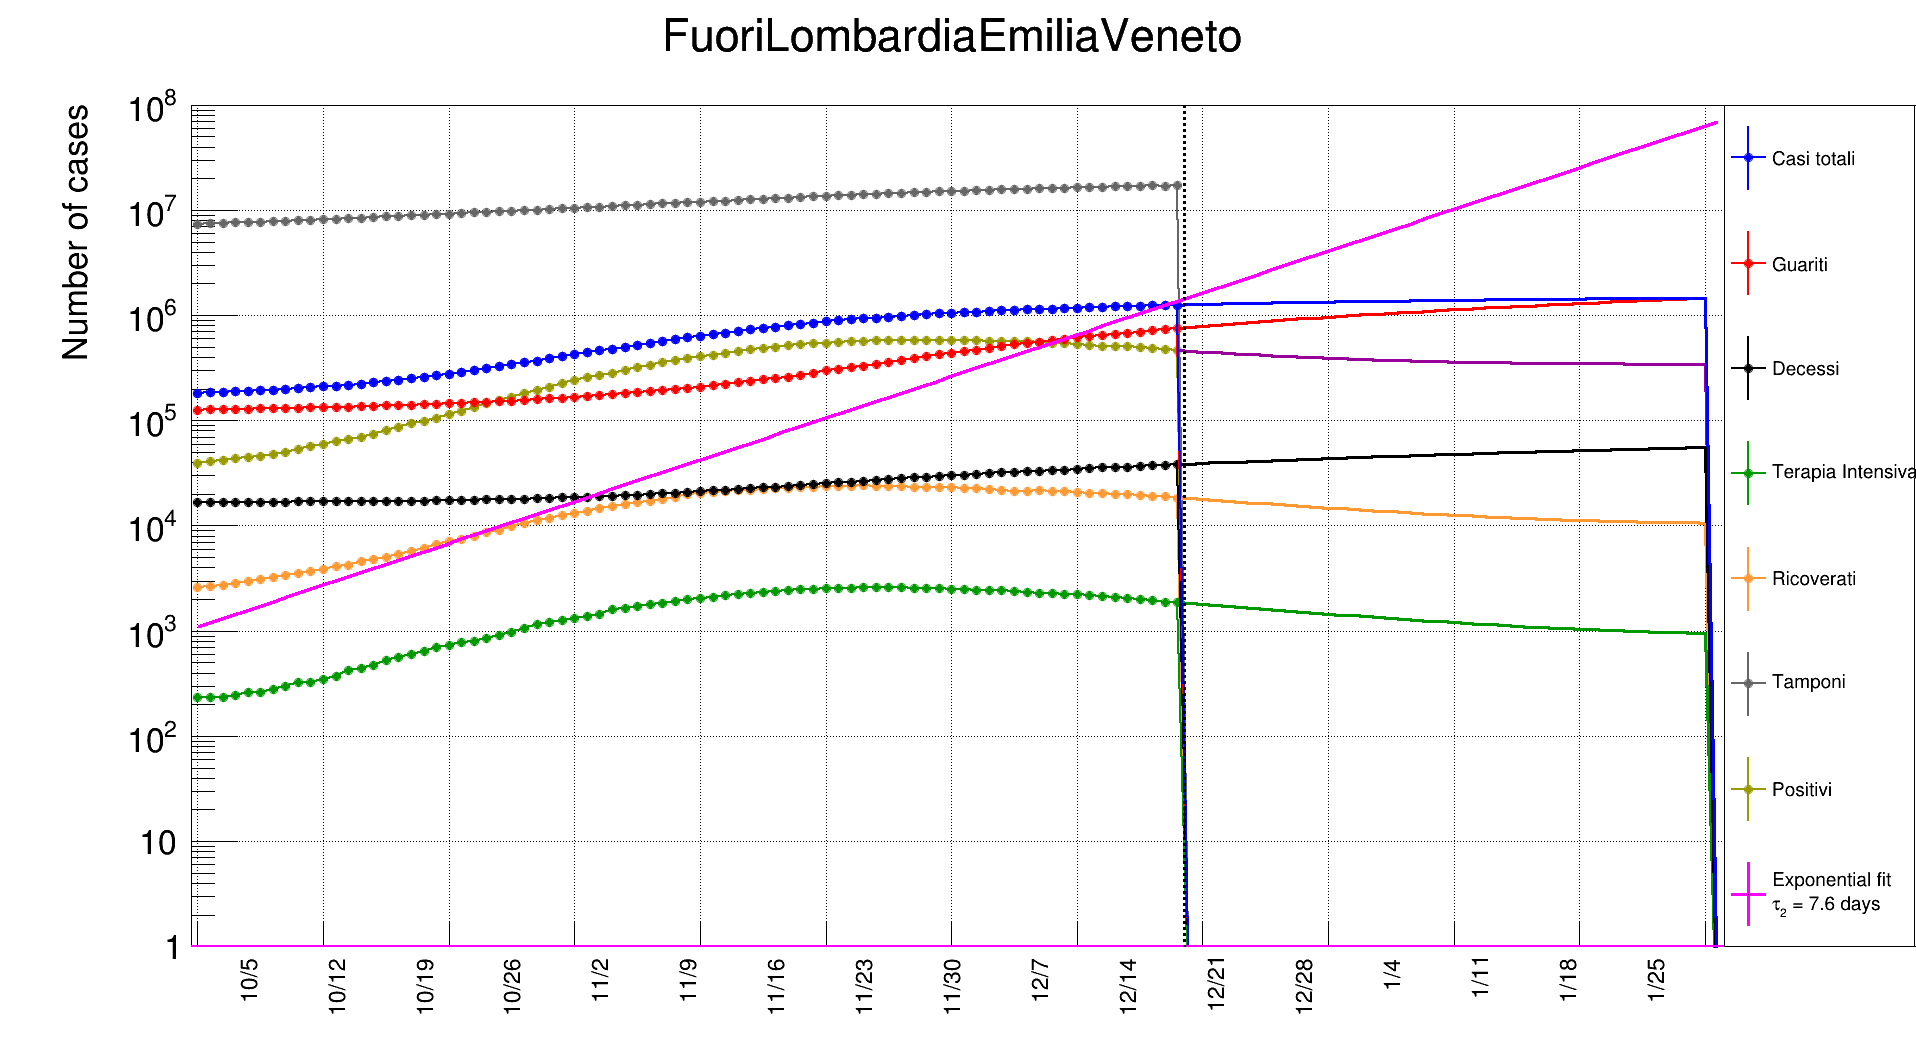 FuoriLombardiaEmiliaVeneto
Number of cases
10^8
10^7
10^6
10^5
10^4
10^3
10^2
10
1
10/5
10/12
10/19
10/26
11/2
11/9
11/16
11/23
11/30
12/7
12/14
12/21
12/28
1/4
1/11
1/18
1/25
Casi totali
Guariti
Decessi
Terapia Intensiva
Ricoverati
Tamponi
Positivi
Exponential fit
τ₂ = 7.6 days